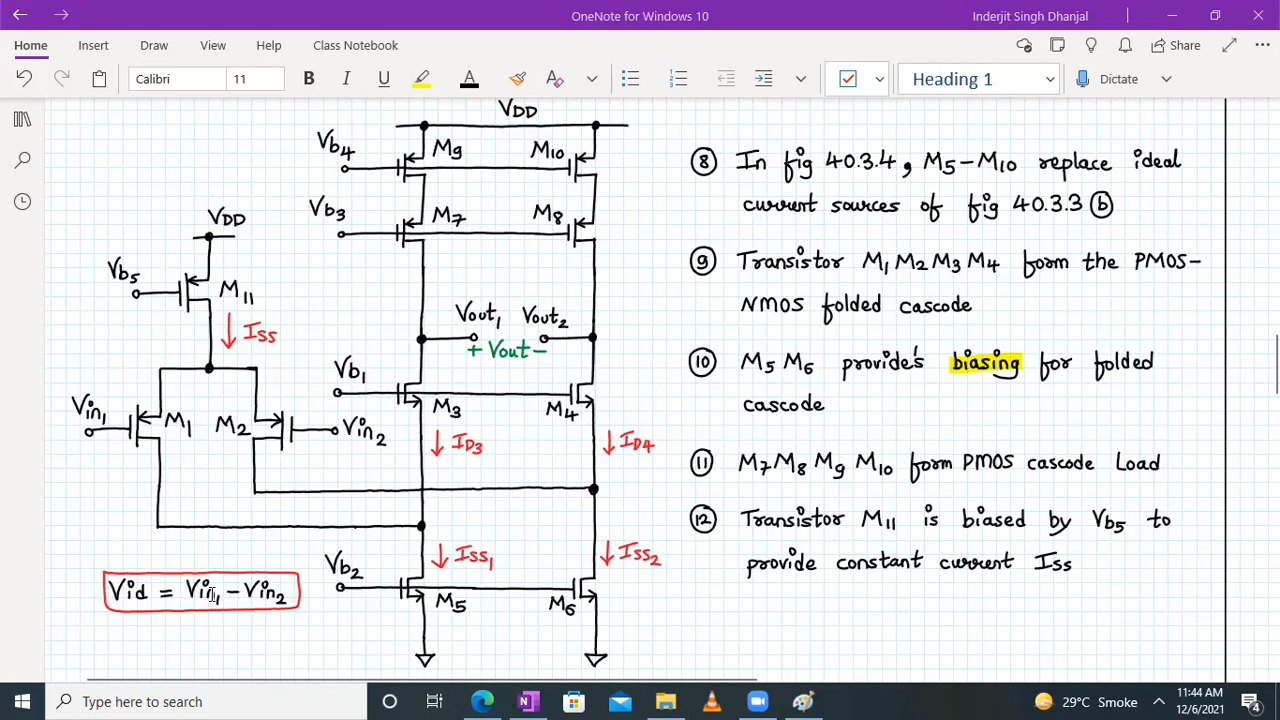 OneNote for Windows 10
Inderjit Singh Dhanjal
Home Insert Draw View Help Class Notebook
Share
Calibri 11 B I U A Heading 1 Dictate
VDD
Vb4 M9 M10
Vb3 M7 M8
VDD
Vb5 M11
ISS
Vout1 Vout2
+ Vout -
Vb1 M3 M4
Vin1 M1 M2 Vin2
ID3 ID4
ISS1 ISS2
Vb2 M5 M6
Vid = Vin1 - Vin2
⑧ In fig 40.3.4, M5-M10 replace ideal
current sources of fig 40.3.3 ⓑ
⑨ Transistor M1 M2 M3 M4 form the PMOS-
NMOS folded cascode
⑩ M5 M6 provide's biasing for folded
cascode
⑪ M7 M8 M9 M10 form PMOS cascode Load
⑫ Transistor M11 is biased by Vb5 to
provide constant current ISS
Type here to search
29°C Smoke
11:44 AM
12/6/2021
4